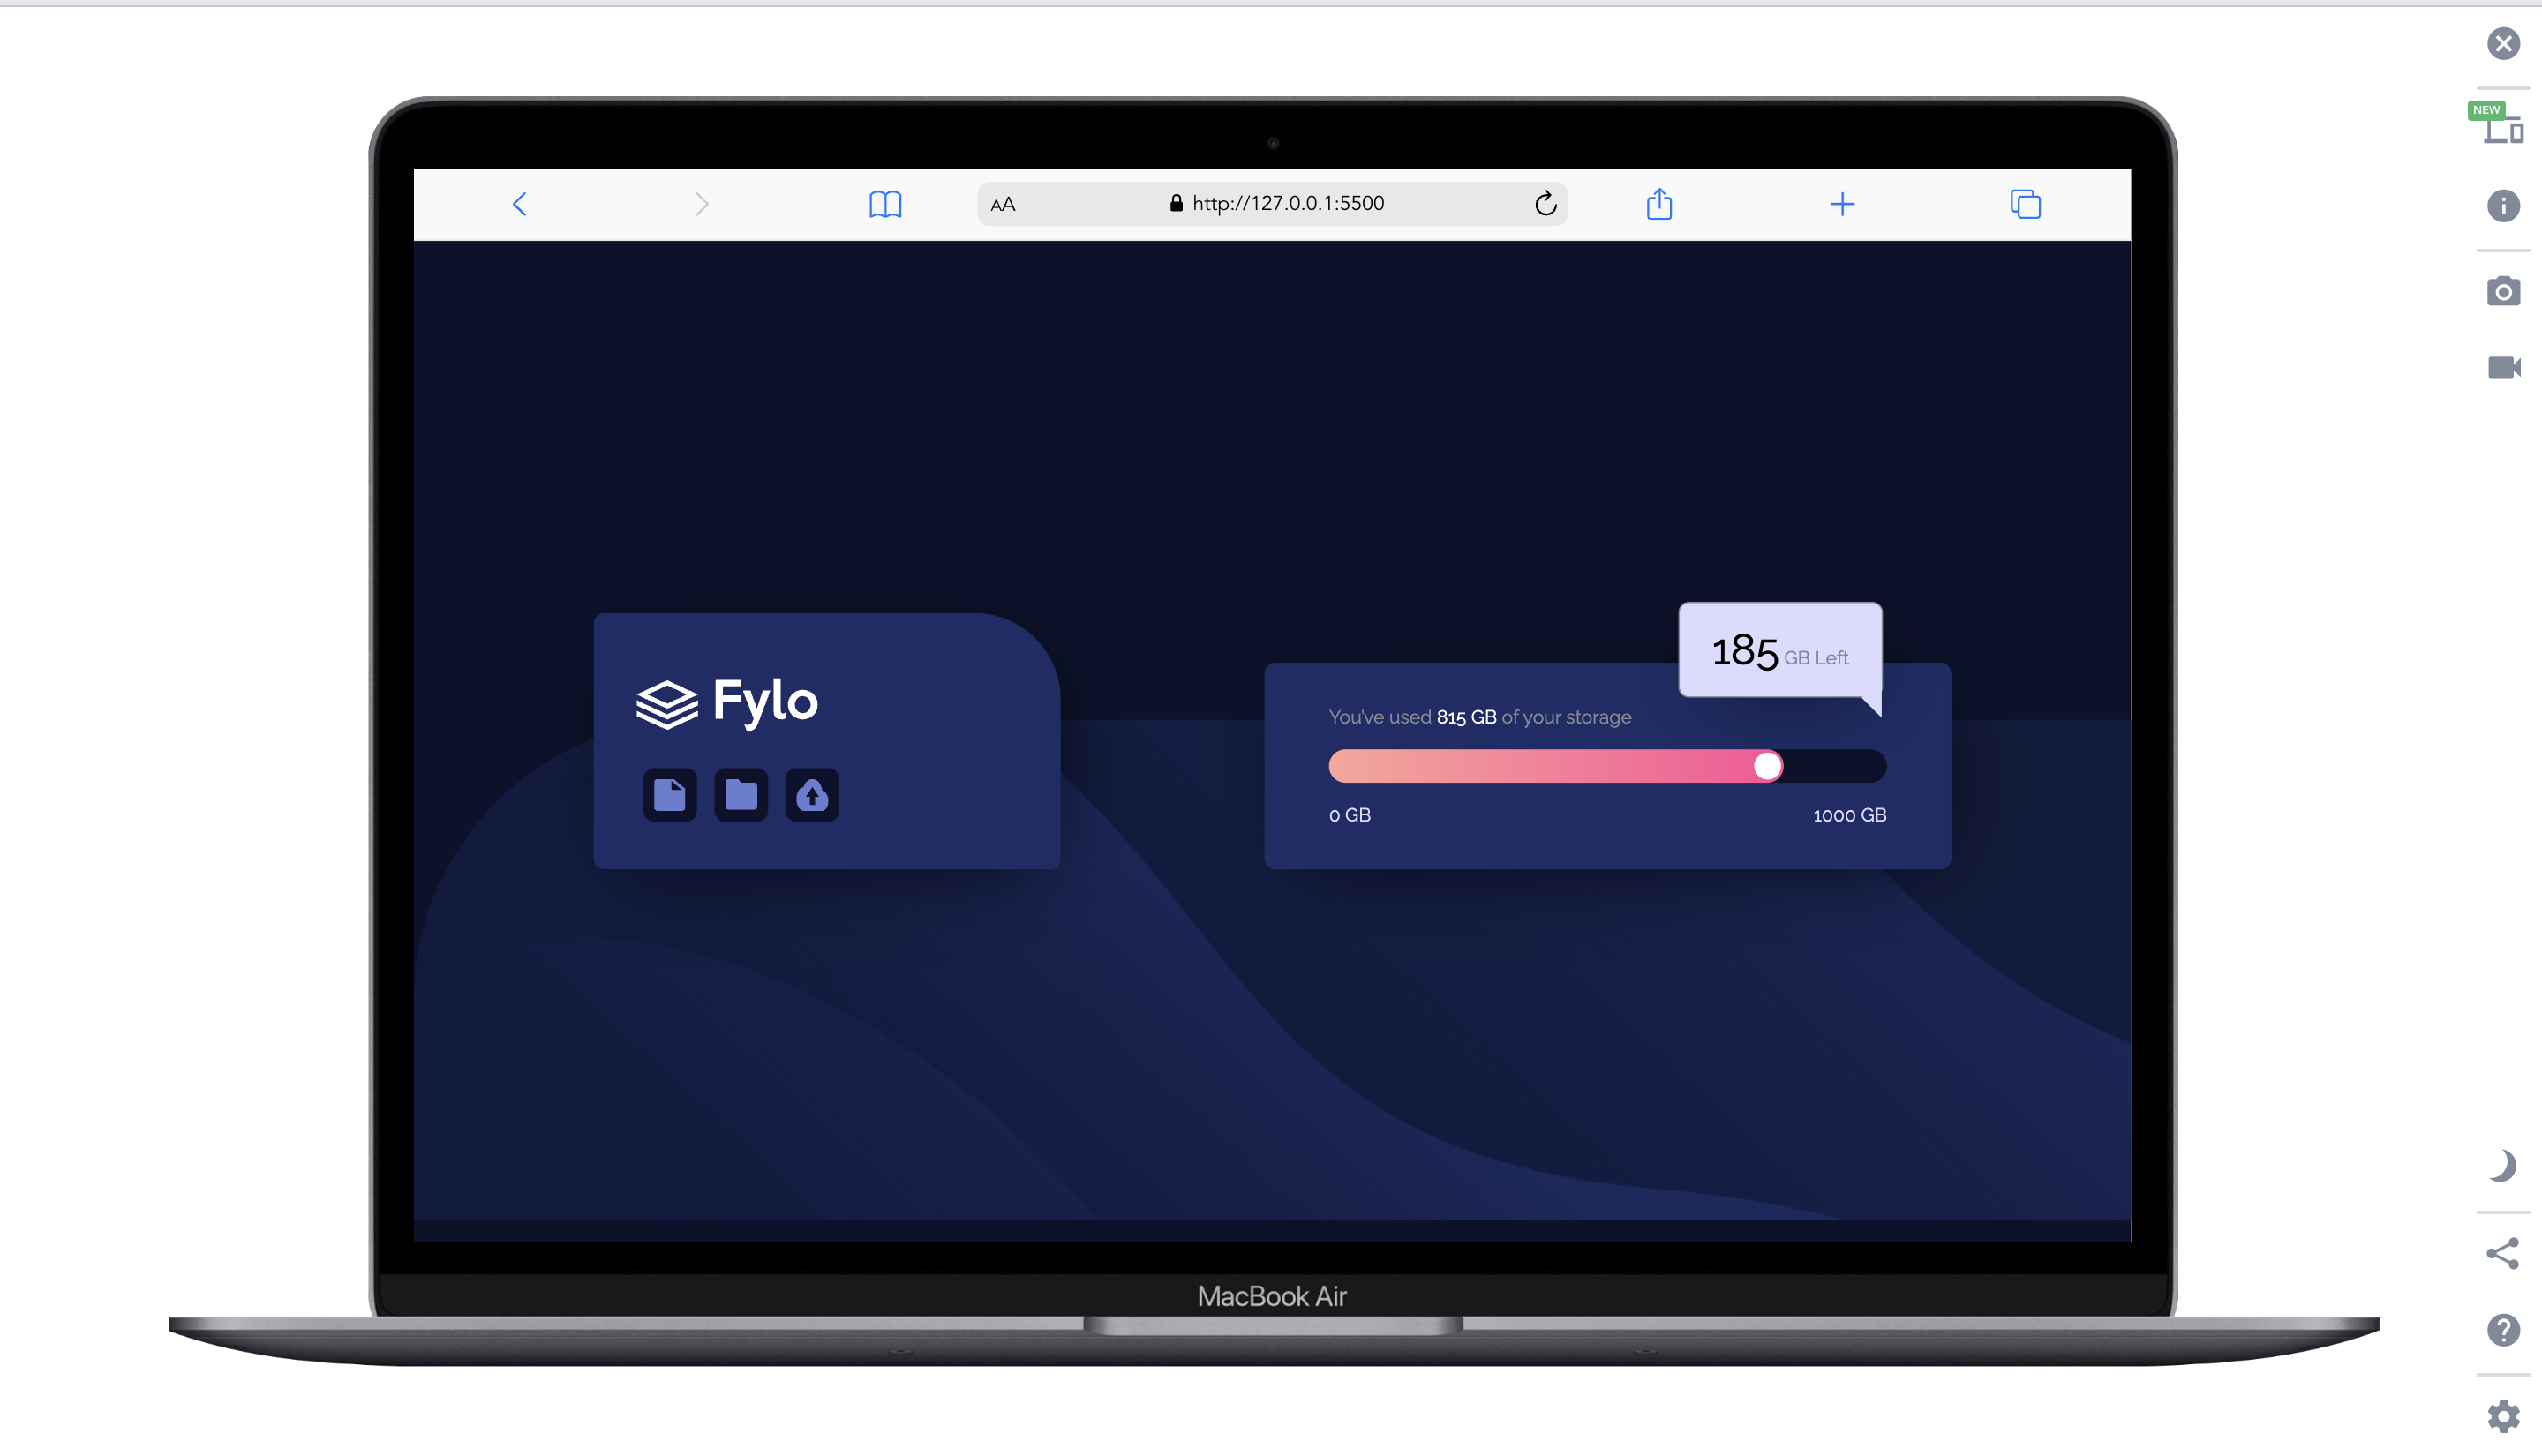 NEW
AA
http://127.0.0.1:5500
Fylo
185 GB Left
You've used 815 GB of your storage
0 GB
1000 GB
MacBook Air